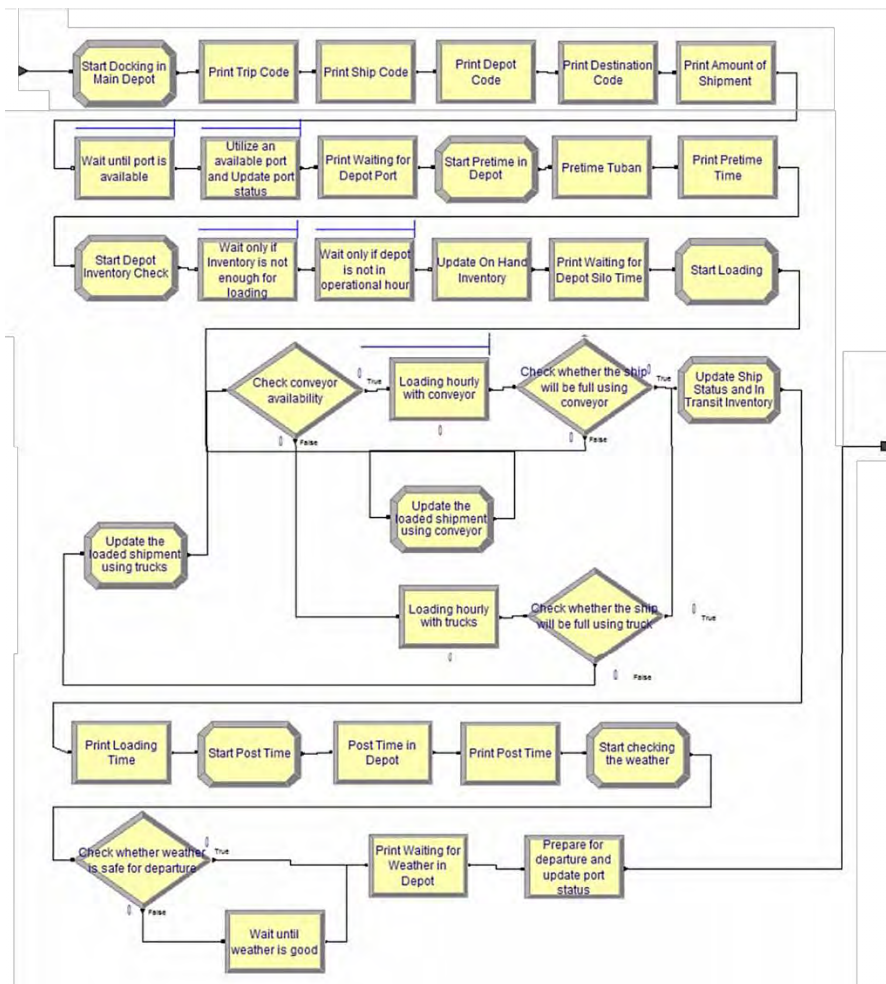 Start Docking in
Main Depot
Print Trip Code
Print Ship Code
Print Depot
Code
Print Destination
Code
Print Amount of
Shipment
Wait until port is
available
Utilize an
available port
and Update port
status
Print Waiting for
Depot Port
Start Pretime in
Depot
Pretime Tuban
Print Pretime
Time
Start Depot
Inventory Check
Wait only if
Inventory is not
enough for
loading
Wait only if depot
is not in
operational hour
Update On Hand
Inventory
Print Waiting for
Depot Silo Time
Start Loading
Check conveyor
availability
True
False
Loading hourly
with conveyor
Check whether the ship
will be full using
conveyor
True
False
Update Ship
Status and In
Transit Inventory
Update the
loaded shipment
using conveyor
Update the
loaded shipment
using trucks
Loading hourly
with trucks
Check whether the ship
will be full using truck
True
False
Print Loading
Time
Start Post Time
Post Time in
Depot
Print Post Time
Start checking
the weather
Check whether weather
is safe for departure
True
False
Wait until
weather is good
Print Waiting for
Weather in
Depot
Prepare for
departure and
update port
status